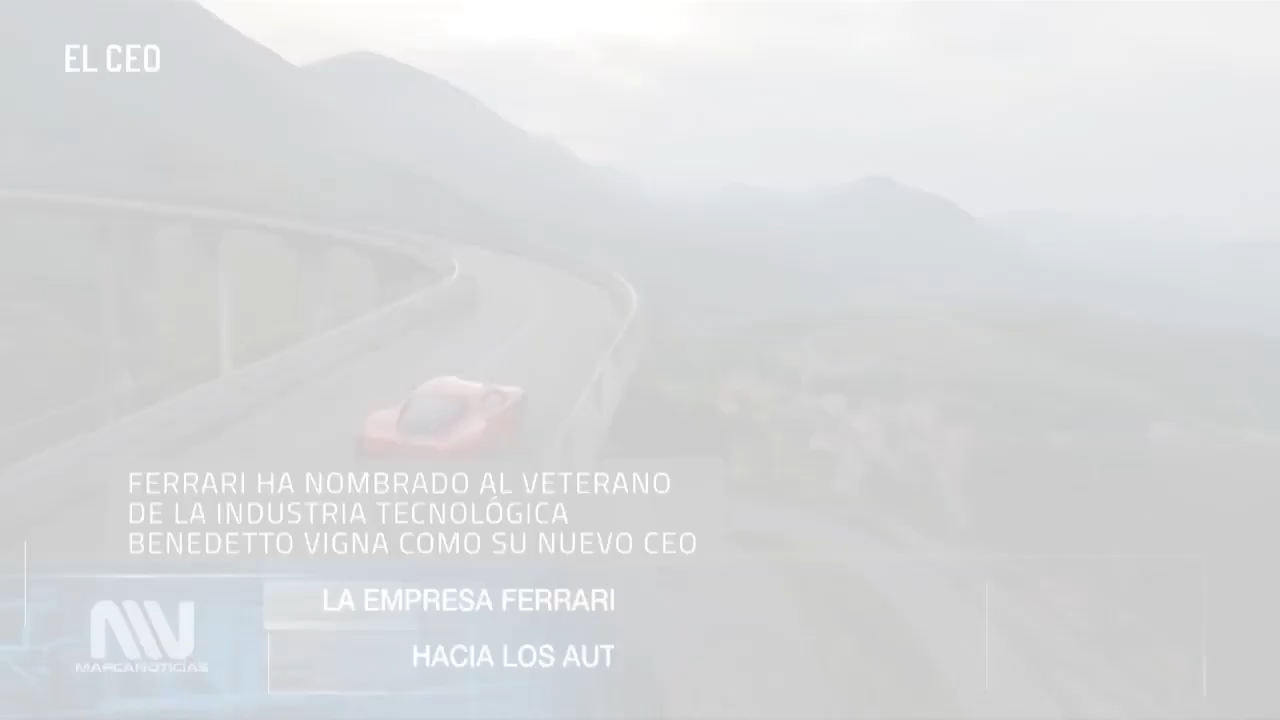 EL CEO
FERRARI HA NOMBRADO AL VETERANO
DE LA INDUSTRIA TECNOLÓGICA
BENEDETTO VIGNA COMO SU NUEVO CEO
LA EMPRESA FERRARI
HACIA LOS AUT
MARCANOTICIAS